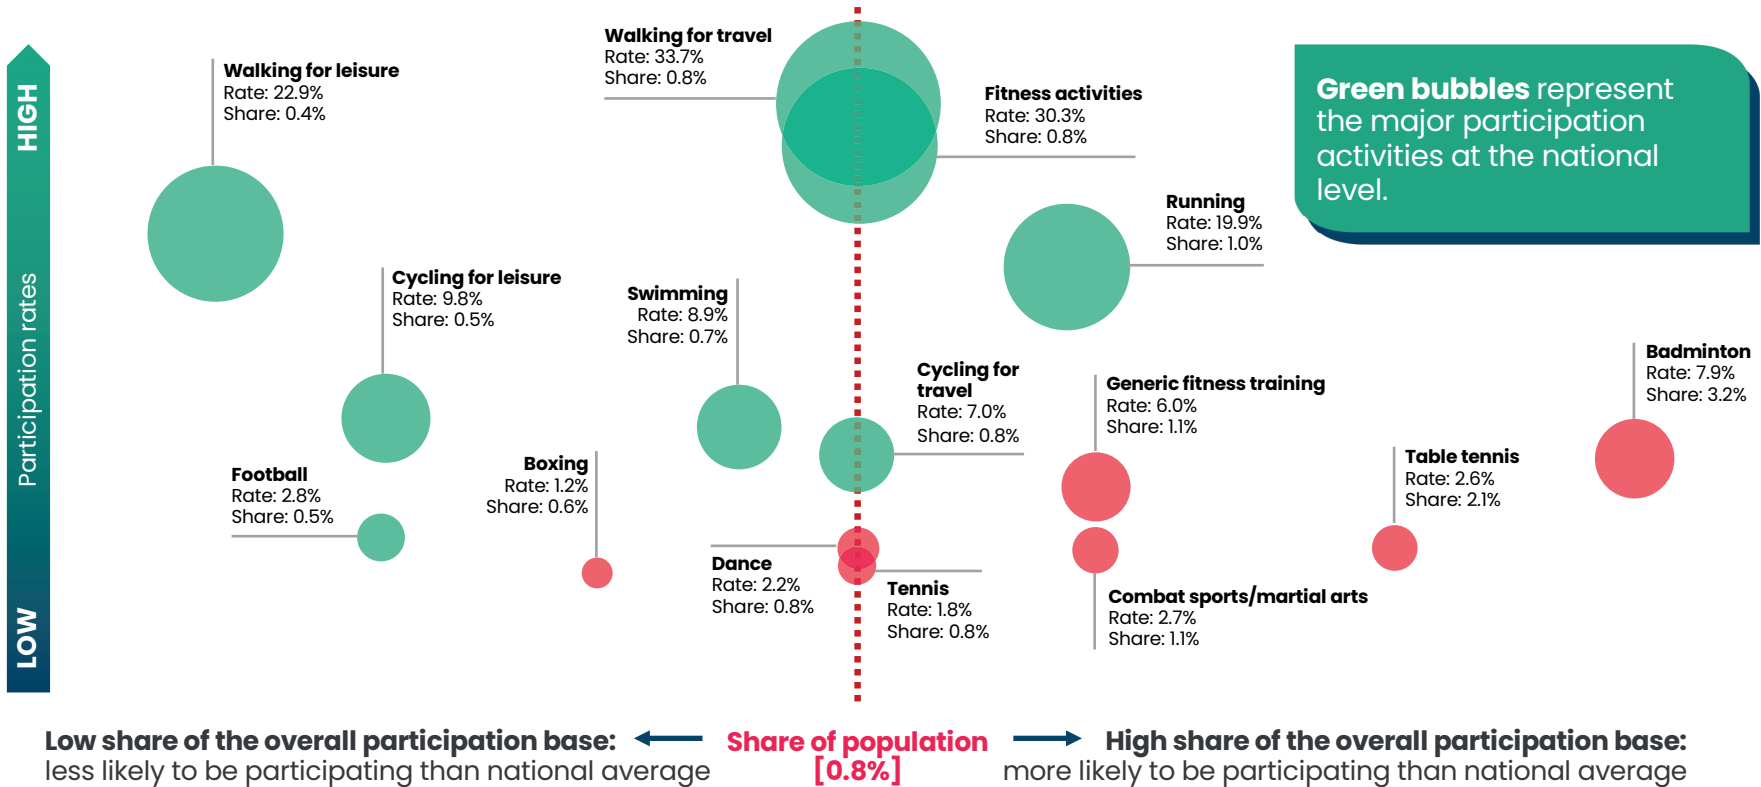 HIGH
Participation rates
LOW
Walking for leisure
Rate: 22.9%
Share: 0.4%
Walking for travel
Rate: 33.7%
Share: 0.8%
Fitness activities
Rate: 30.3%
Share: 0.8%
Green bubbles represent
the major participation
activities at the national
level.
Running
Rate: 19.9%
Share: 1.0%
Cycling for leisure
Rate: 9.8%
Share: 0.5%
Swimming
Rate: 8.9%
Share: 0.7%
Cycling for
travel
Rate: 7.0%
Share: 0.8%
Generic fitness training
Rate: 6.0%
Share: 1.1%
Badminton
Rate: 7.9%
Share: 3.2%
Football
Rate: 2.8%
Share: 0.5%
Boxing
Rate: 1.2%
Share: 0.6%
Table tennis
Rate: 2.6%
Share: 2.1%
Dance
Rate: 2.2%
Share: 0.8%
Tennis
Rate: 1.8%
Share: 0.8%
Combat sports/martial arts
Rate: 2.7%
Share: 1.1%
Low share of the overall participation base:
less likely to be participating than national average
Share of population
[0.8%]
High share of the overall participation base:
more likely to be participating than national average